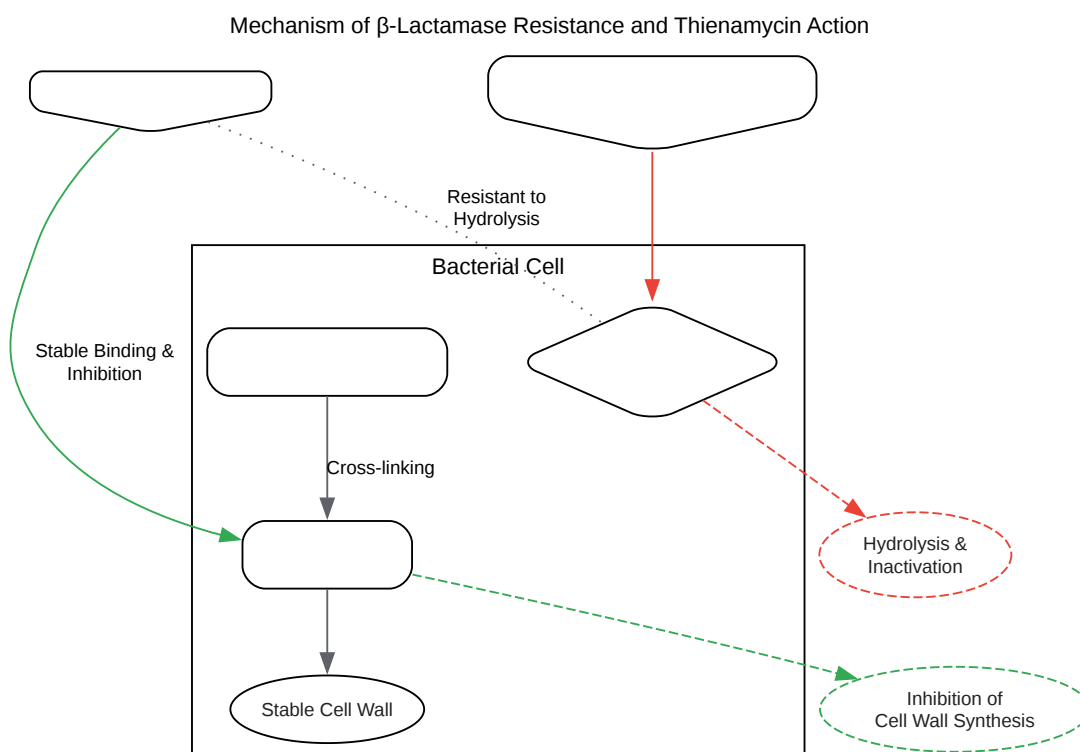 Mechanism of β-Lactamase Resistance and Thienamycin Action
Resistant to
Hydrolysis
Bacterial Cell
Stable Binding &
Inhibition
Cross-linking
Hydrolysis &
Inactivation
Stable Cell Wall
Inhibition of
Cell Wall Synthesis